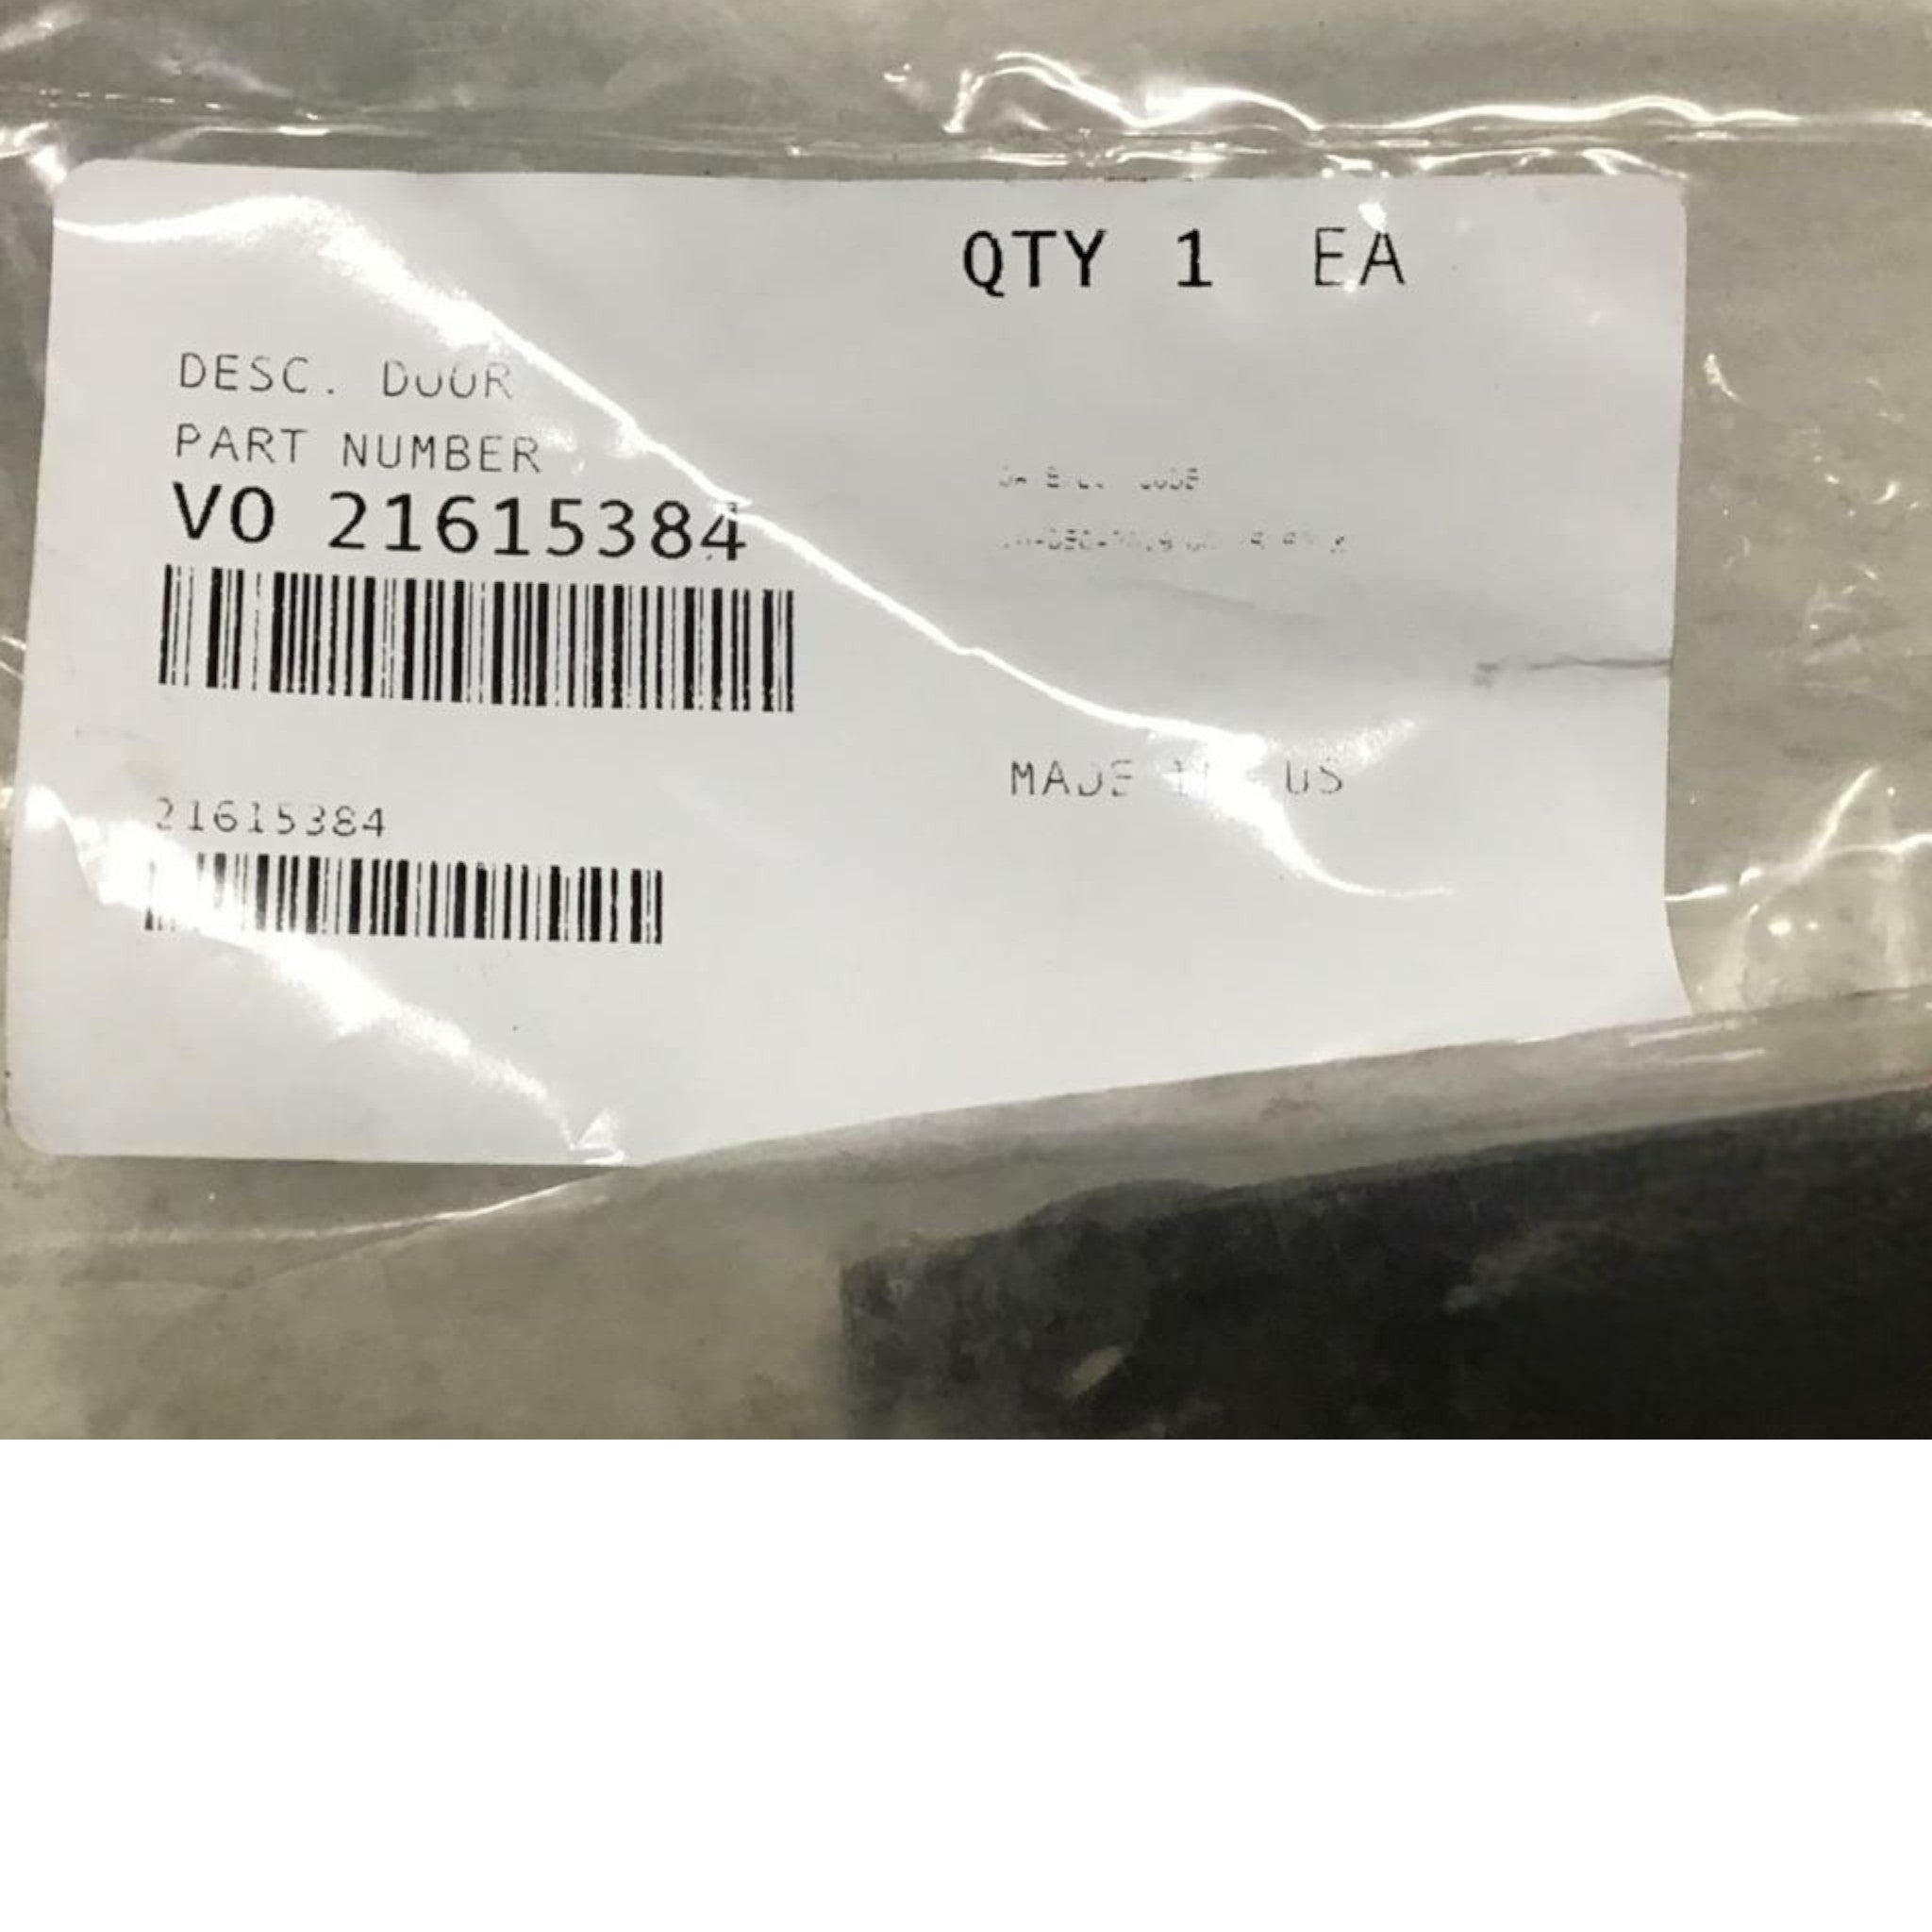 QTY 1 EA
DESC. DOOR
PART NUMBER
VO 21615384
21615384
MADE US